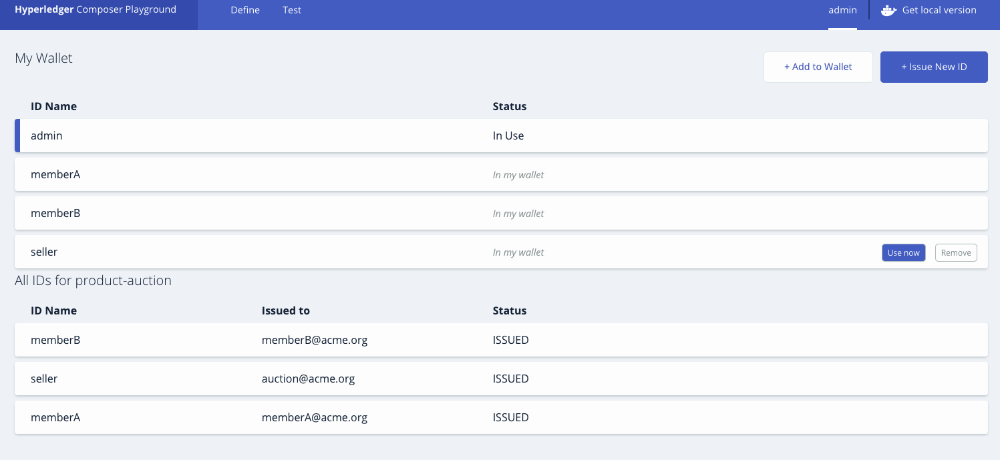 Hyperledger Composer Playground Define Test admin Get local version
My Wallet + Add to Wallet + Issue New ID
ID Name Status
admin In Use
memberA In my wallet
memberB In my wallet
seller In my wallet Use now Remove
All IDs for product-auction
ID Name Issued to Status
memberB memberB@acme.org ISSUED
seller auction@acme.org ISSUED
memberA memberA@acme.org ISSUED